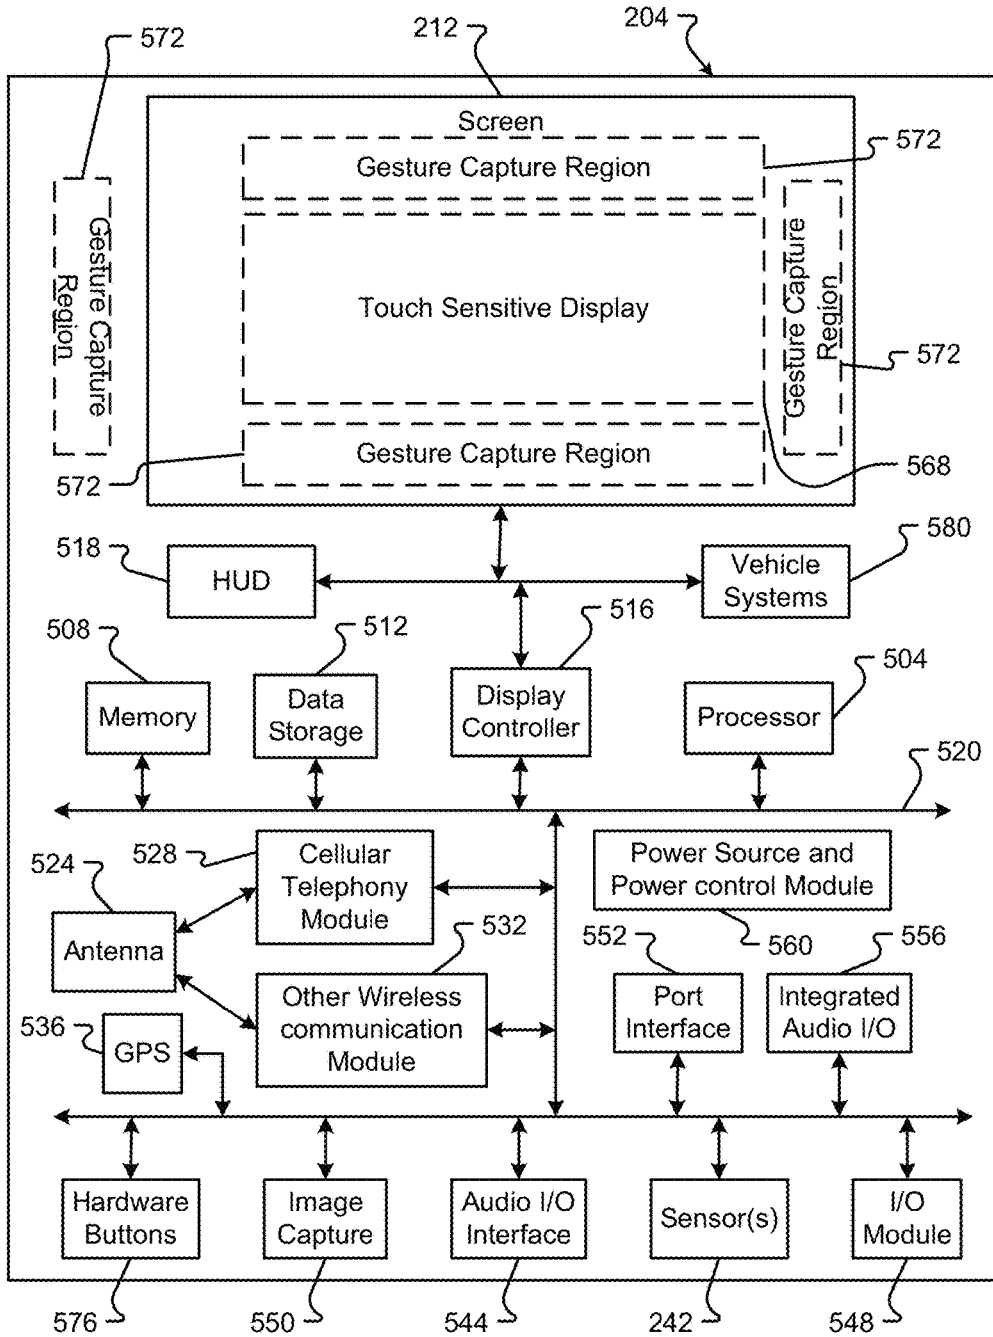 572
212
204
Screen
Gesture Capture Region
572
Gesture Capture
Region
Touch Sensitive Display
Gesture Capture
Region
572
Gesture Capture Region
572
568
518
HUD
Vehicle
Systems
580
508
512
516
504
Memory
Data
Storage
Display
Controller
Processor
520
528
Cellular
Telephony
Module
Power Source and
Power control Module
524
Antenna
532
552
560
556
Other Wireless
communication
Module
Port
Interface
Integrated
Audio I/O
536
GPS
Hardware
Buttons
Image
Capture
Audio I/O
Interface
Sensor(s)
I/O
Module
576
550
544
242
548